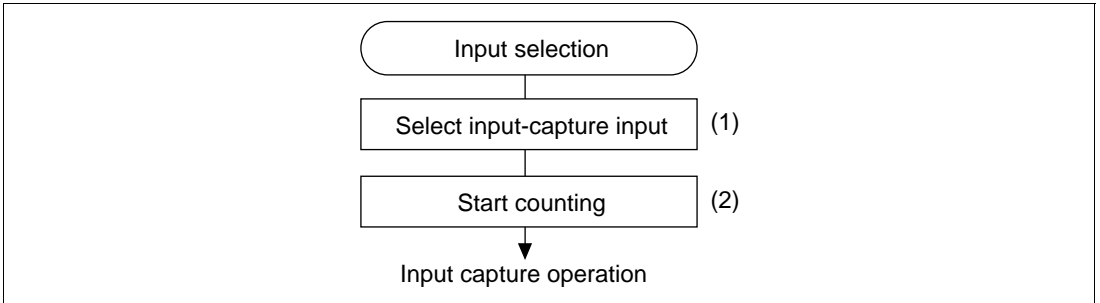 Input selection
Select input-capture input (1)
Start counting (2)
Input capture operation